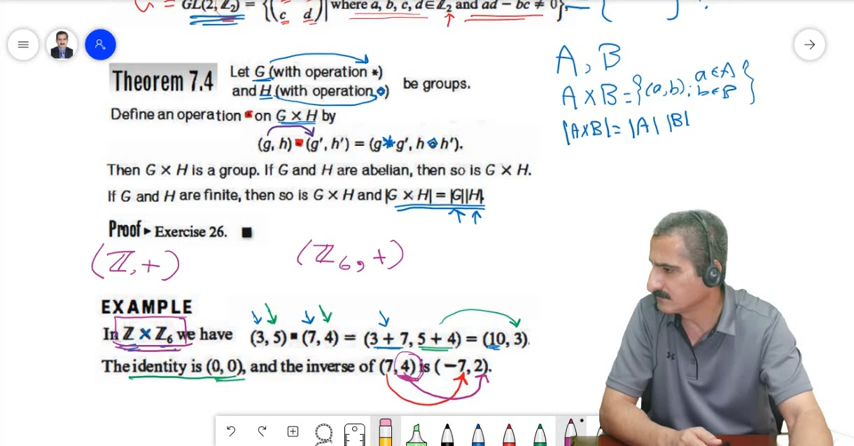 G = GL(2, Z₂) = {(c d) | where a, b, c, d ∈ Z₂ and ad − bc ≠ 0}
Theorem 7.4 Let G (with operation *)
and H (with operation ⋄) be groups.
Define an operation ▪ on G × H by
(g, h) ▪ (g′, h′) = (g * g′, h ⋄ h′).
Then G × H is a group. If G and H are abelian, then so is G × H.
If G and H are finite, then so is G × H and |G × H| = |G||H|.
Proof ▸ Exercise 26. ■
(ℤ, +) (ℤ₆, +)
EXAMPLE
In Z × Z₆ we have (3, 5) ▪ (7, 4) = (3 + 7, 5 + 4) = (10, 3).
The identity is (0, 0), and the inverse of (7, 4) is (−7, 2).
A, B
A×B = {(a,b); a∈A
b∈B}
|A×B| = |A| |B|